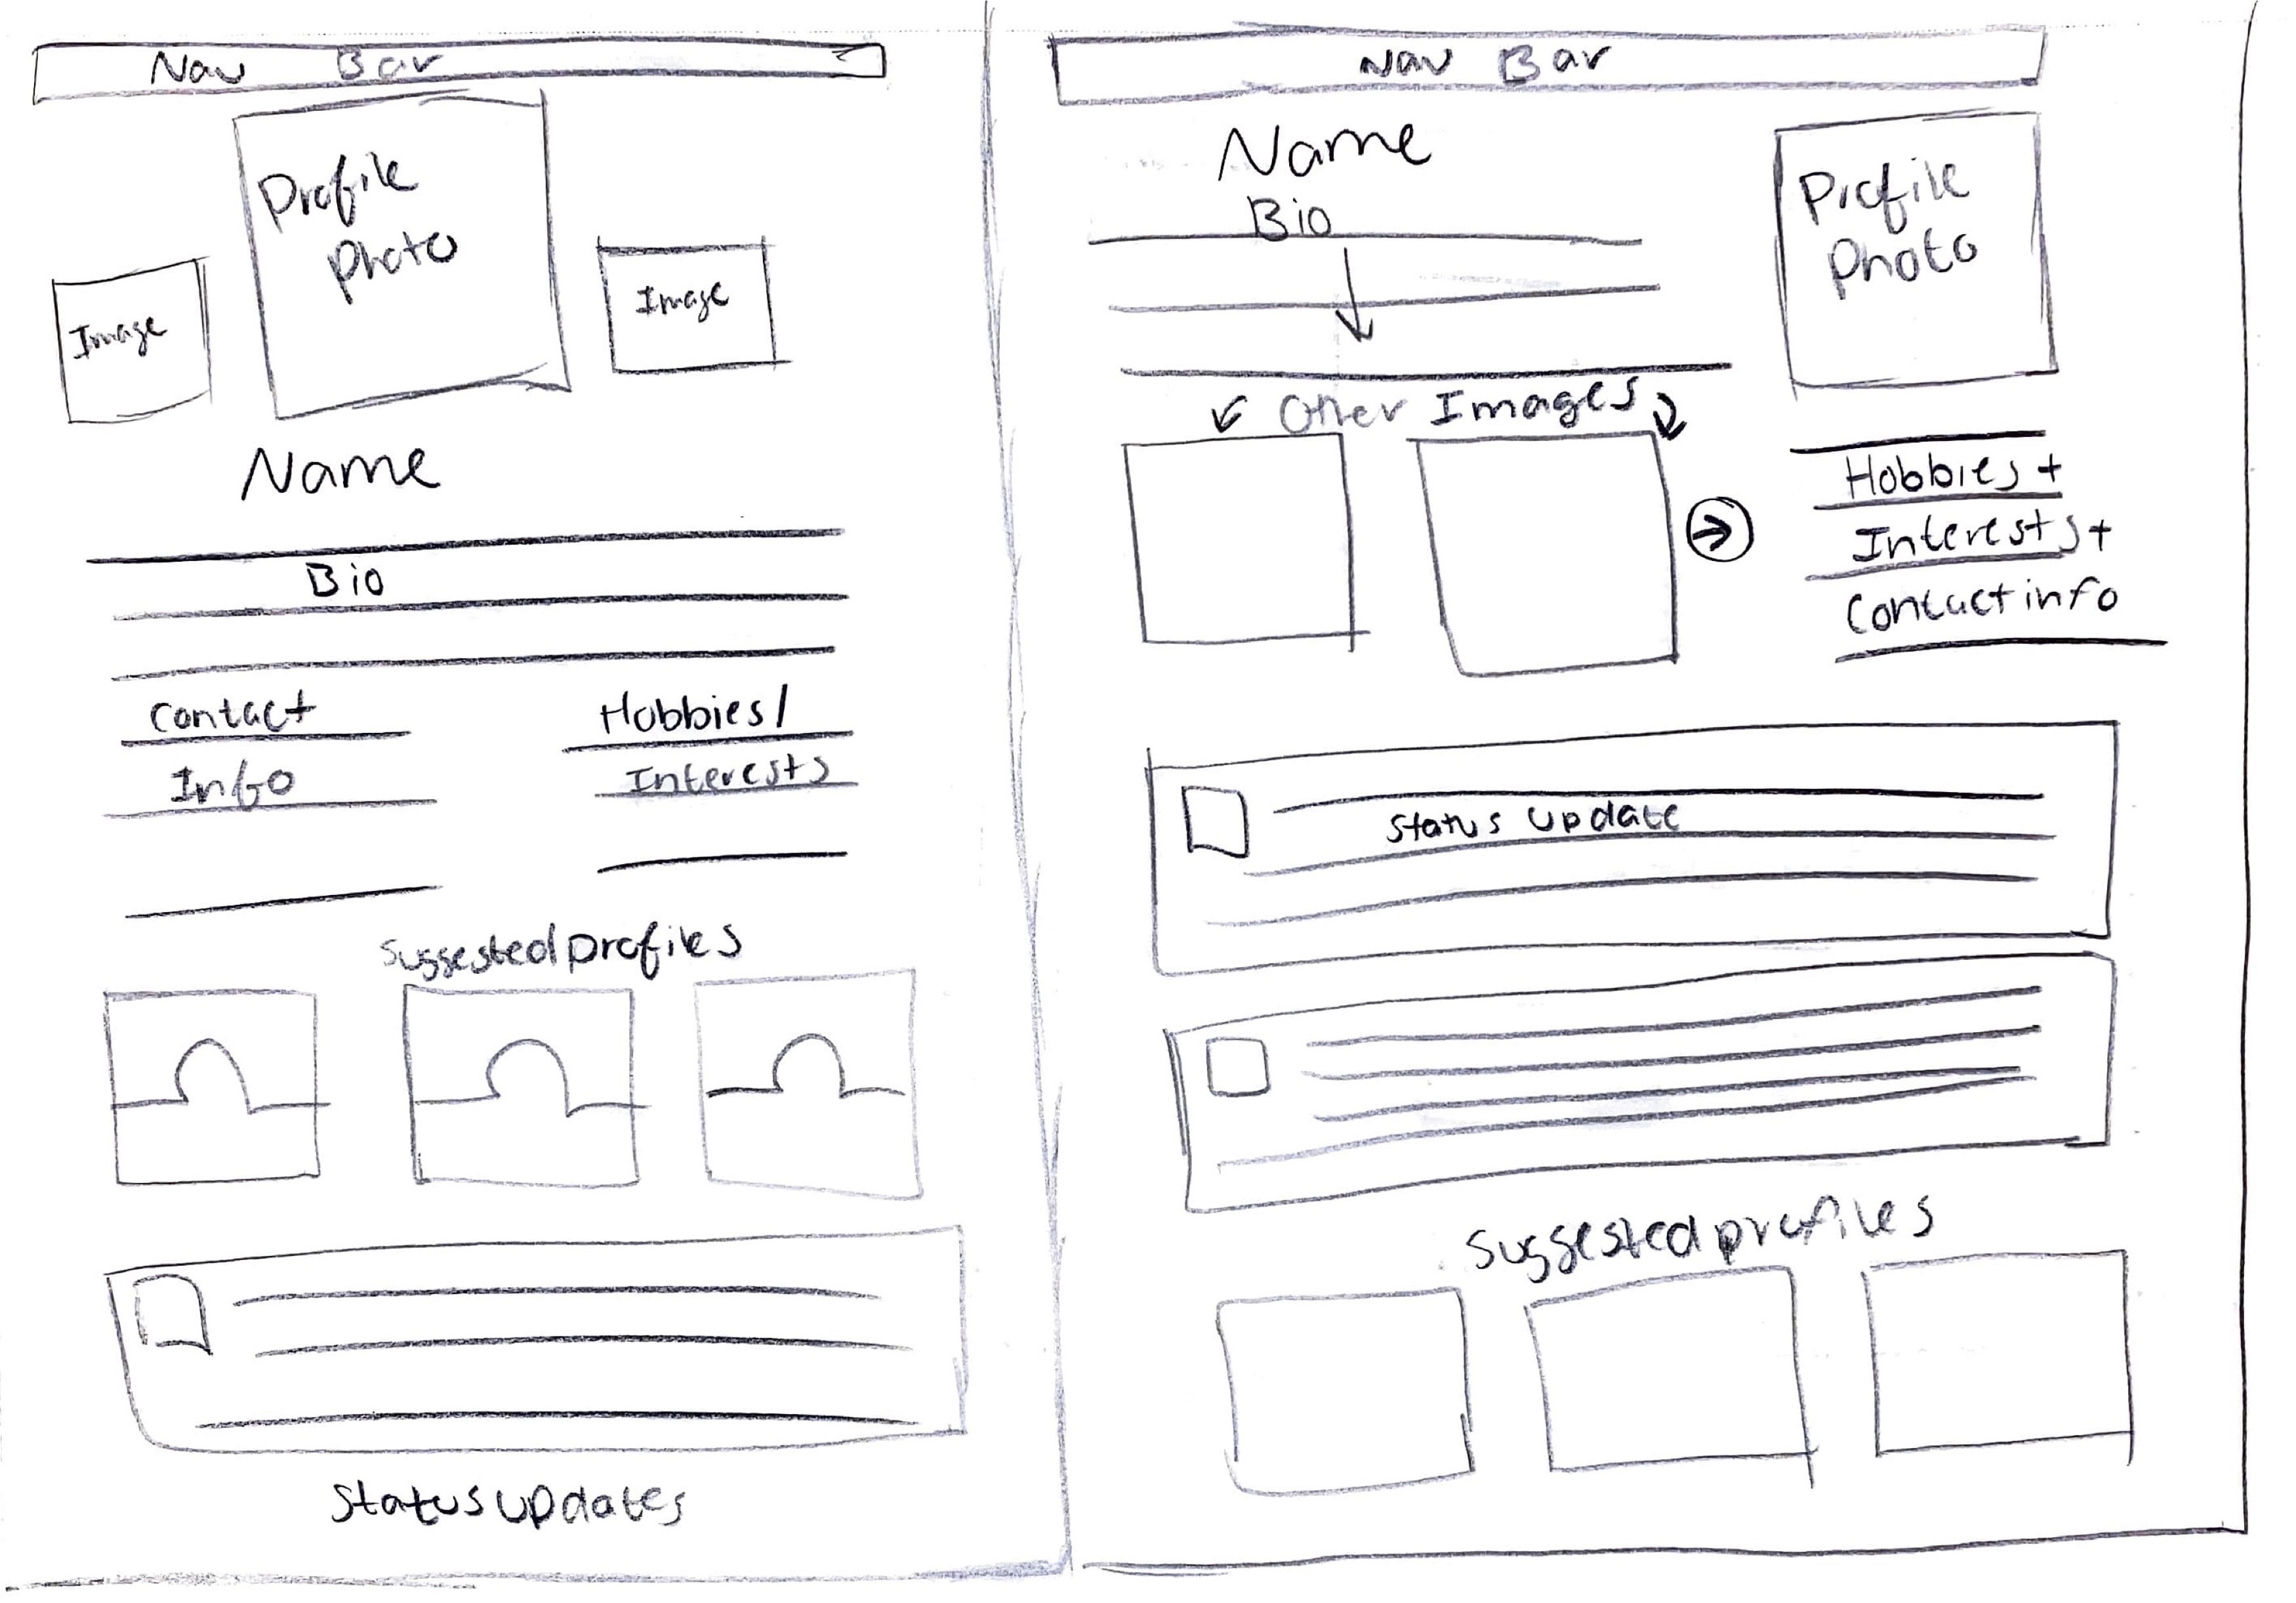 Nav Bar
Profile
Photo
Image
Image
Name
Bio
Contact
Info
Hobbies/
Interests
Suggested profiles
Status updates
Nav Bar
Name
Bio
Profile
Photo
Other Images
Hobbies +
Interests +
Contact info
Status update
Suggested profiles